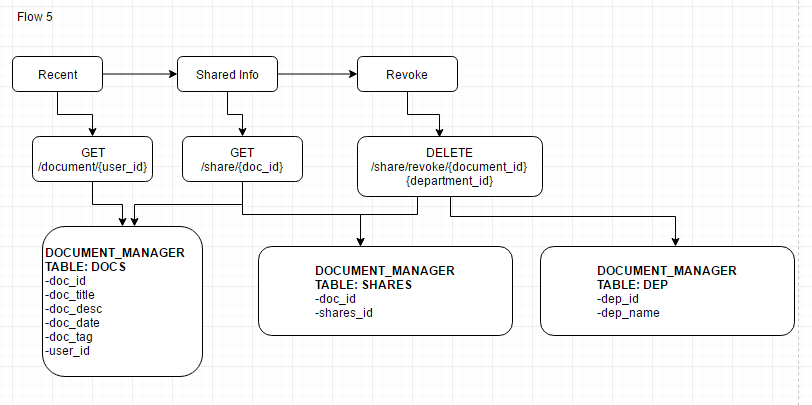 Flow 5
Recent
Shared Info
Revoke
GET
/document/{user_id}
GET
/share/{doc_id}
DELETE
/share/revoke/{document_id}
{department_id}
DOCUMENT_MANAGER
TABLE: DOCS
-doc_id
-doc_title
-doc_desc
-doc_date
-doc_tag
-user_id
DOCUMENT_MANAGER
TABLE: SHARES
-doc_id
-shares_id
DOCUMENT_MANAGER
TABLE: DEP
-dep_id
-dep_name